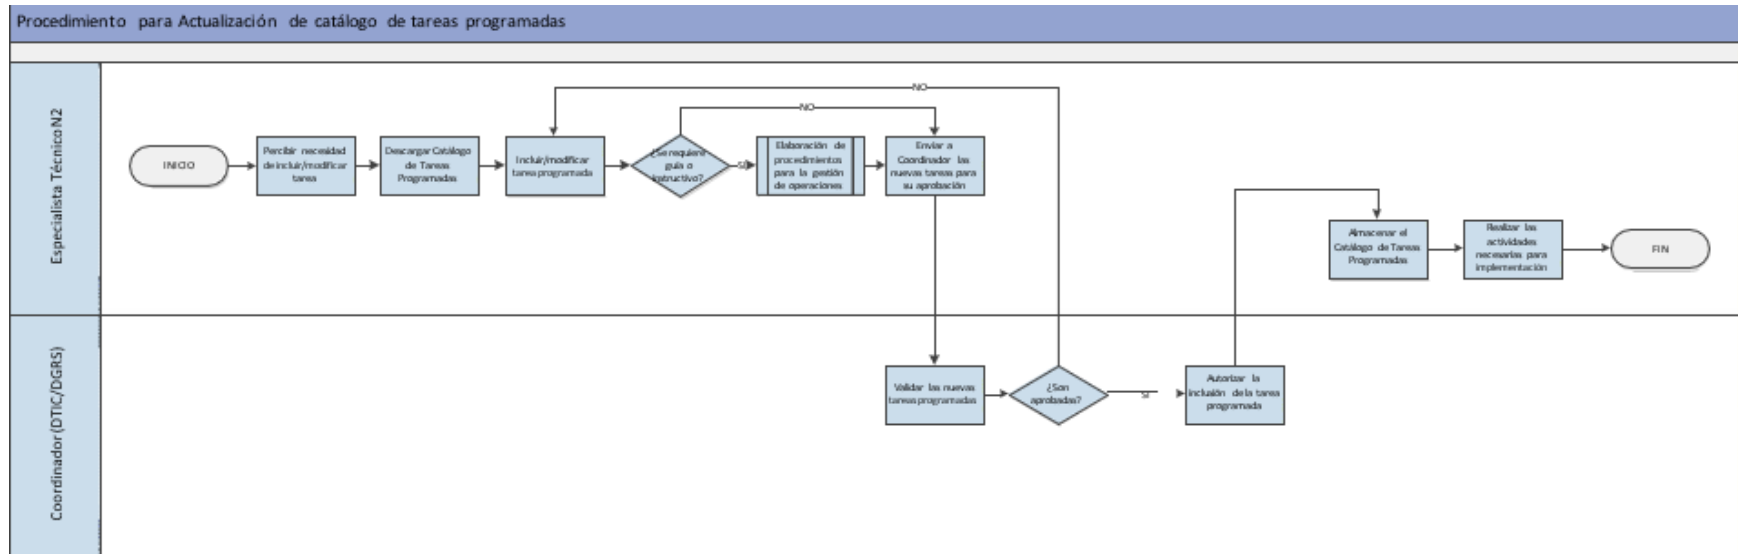 Procedimiento para Actualización de catálogo de tareas programadas
Especialista Técnico N2
INICIO
Percibir necesidad
de incluir/modificar
tarea
Descargar Catálogo
de Tareas
Programadas
Incluir/modificar
tarea programada
¿Se requiere
guía o
instructivo?
NO
SI
Elaboración de
procedimientos
para la gestión
de operaciones
Enviar a
Coordinador las
nuevas tareas para
su aprobación
NO
Almacenar el
Catálogo de Tareas
Programadas
Realizar las
actividades
necesarias para
implementación
FIN
Coordinador (DTIC/DGRS)
Validar las nuevas
tareas programadas
¿Son
aprobadas?
SI
Autorizar la
inclusión de la tarea
programada